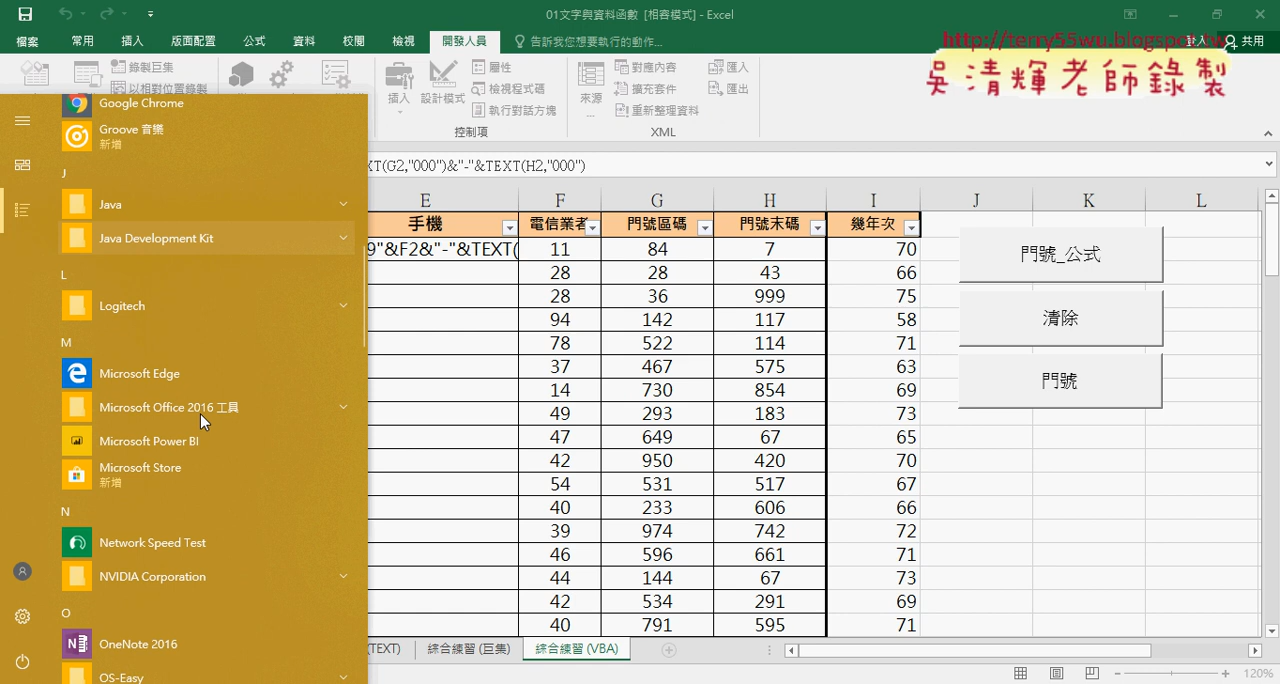 01文字與資料函數 [相容模式] - Excel
檔案 常用 插入 版面配置 公式 資料 校閱 檢視 開發人員 告訴我您想要執行的動作... 登入 共用
http://terry55wu.blogspot.tw
吳清輝老師錄製
錄製巨集
以相對位置錄製
插入 設計模式 屬性
檢視程式碼
執行對話方塊
控制項
來源 對應內容 匯入
擴充套件 匯出
重新整理資料
XML
XT(G2,"000")&"-"&TEXT(H2,"000")
Google Chrome
Groove 音樂
新增
J
Java
Java Development Kit
L
Logitech
M
Microsoft Edge
Microsoft Office 2016 工具
Microsoft Power BI
Microsoft Store
新增
N
Network Speed Test
NVIDIA Corporation
O
OneNote 2016
OS-Easy
E F G H I J K L
手機 電信業者 門號區碼 門號末碼 幾年次
9"&F2&"-"&TEXT( 11 84 7 70
28 28 43 66
28 36 999 75
94 142 117 58
78 522 114 71
37 467 575 63
14 730 854 69
49 293 183 73
47 649 67 65
42 950 420 70
54 531 517 67
40 233 606 66
39 974 742 72
46 596 661 71
44 144 67 73
42 534 291 69
40 791 595 71
門號_公式
清除
門號
(TEXT) 綜合練習 (巨集) 綜合練習 (VBA)
120%